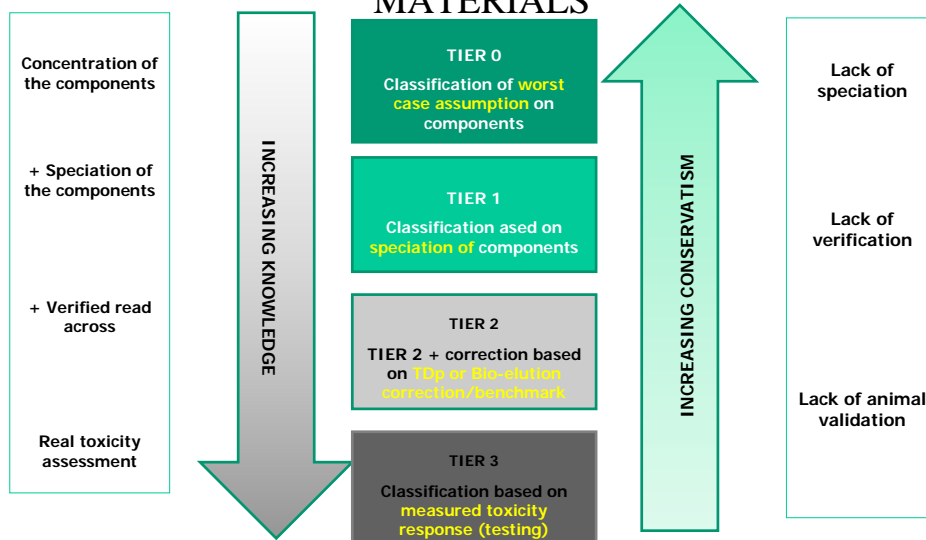 MATERIALS
Concentration of
the components
+ Speciation of
the components
+ Verified read
across
Real toxicity
assessment
INCREASING KNOWLEDGE
TIER 0
Classification of worst
case assumption on
components
TIER 1
Classification ased on
speciation of components
TIER 2
TIER 2 + correction based
on TDp or Bio-elution
correction/benchmark
TIER 3
Classification based on
measured toxicity
response (testing)
INCREASING CONSERVATISM
Lack of
speciation
Lack of
verification
Lack of animal
validation